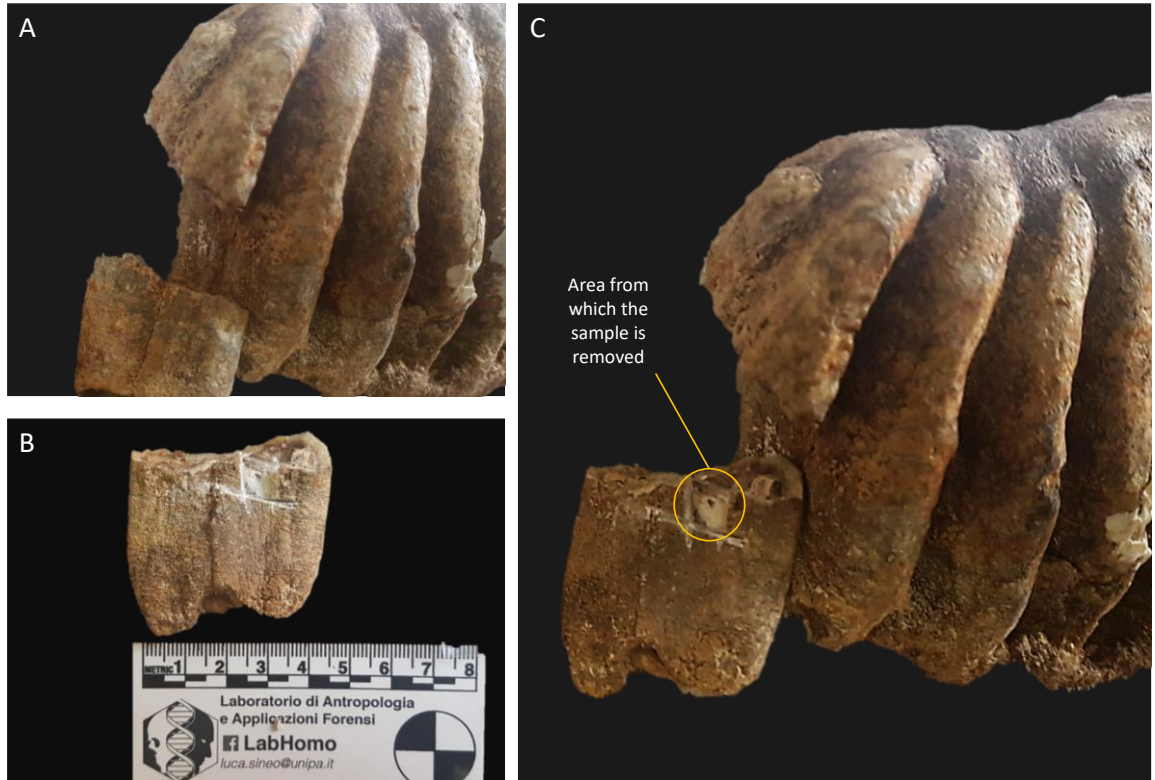 A
B
METRIC 1 2 3 4 5 6 7 8
Laboratorio di Antropologia
e Applicazioni Forensi
LabHomo
luca.sineo@unipa.it
C
Area from
which the
sample is
removed